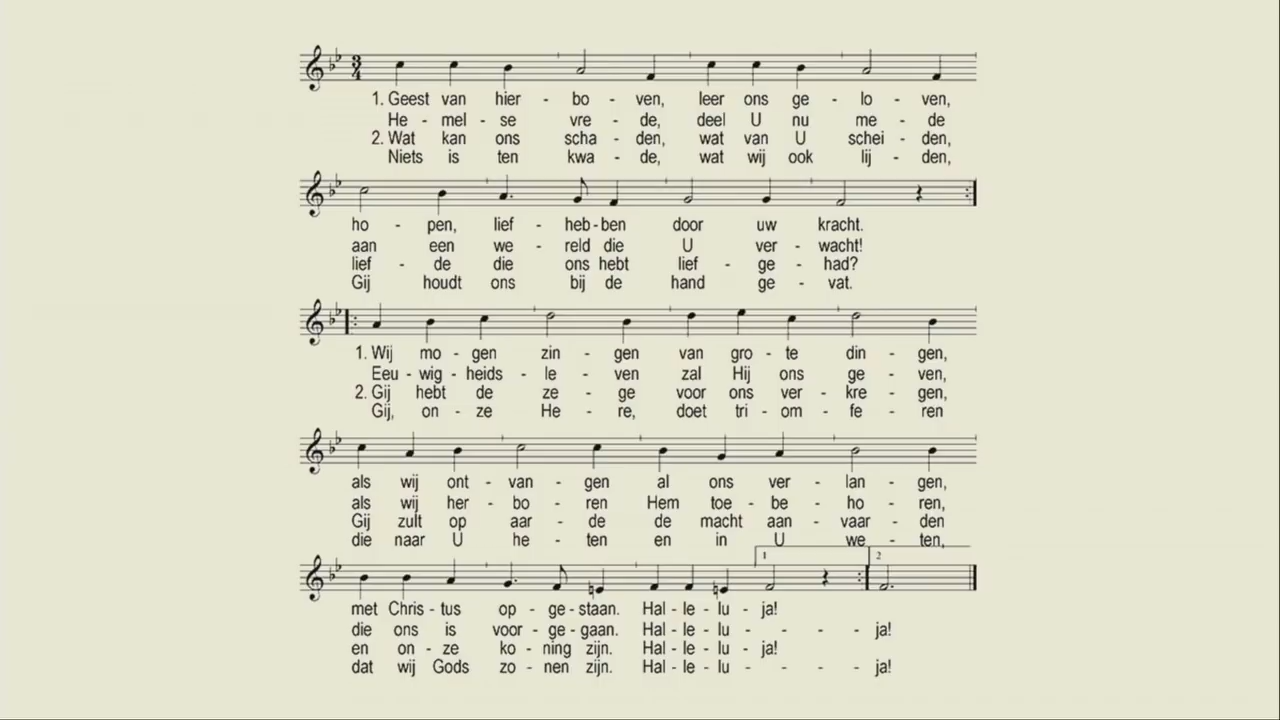 3
4
1. Geest van hier - bo - ven, leer ons ge - lo - ven,
He - mel - se vre - de, deel U nu me - de
2. Wat kan ons scha - den, wat van U schei - den,
Niets is ten kwa - de, wat wij ook lij - den,
ho - pen, lief - heb - ben door uw kracht.
aan een we - reld die U ver - wacht!
lief - de die ons hebt lief - ge - had?
Gij houdt ons bij de hand ge - vat.
1. Wij mo - gen zin - gen van gro - te din - gen,
Eeu - wig - heids - le - ven zal Hij ons ge - ven,
2. Gij hebt de ze - ge voor ons ver - kre - gen,
Gij, on - ze He - re, doet tri - om - fe - ren
als wij ont - van - gen al ons ver - lan - gen,
als wij her - bo - ren Hem toe - be - ho - ren,
Gij zult op aar - de de macht aan - vaar - den
die naar U he - ten en in U we - ten,
1 2
met Chris - tus op - ge - staan. Hal - le - lu - ja!
die ons is voor - ge - gaan. Hal - le - lu - - - - ja!
en on - ze ko - ning zijn. Hal - le - lu - ja!
dat wij Gods zo - nen zijn. Hal - le - lu - - - - ja!